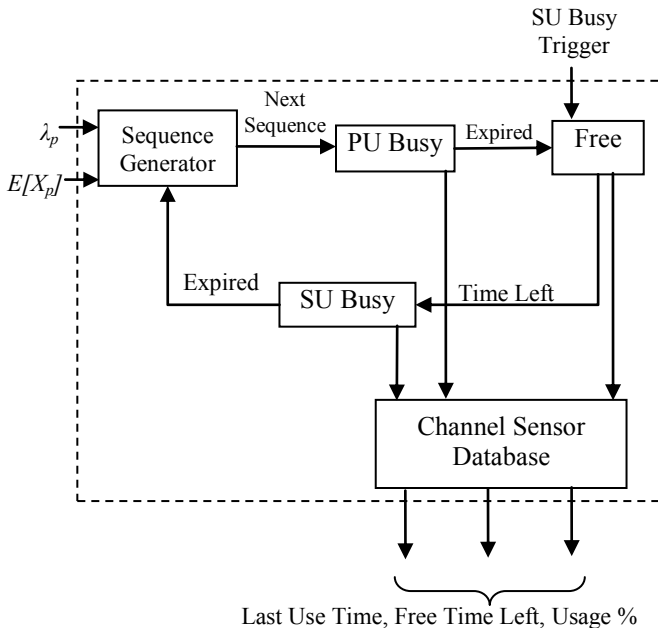 SU Busy
Trigger
Next
Sequence
λp
Sequence
Generator
PU Busy
Expired
Free
E[Xp]
Expired
SU Busy
Time Left
Channel Sensor
Database
Last Use Time, Free Time Left, Usage %